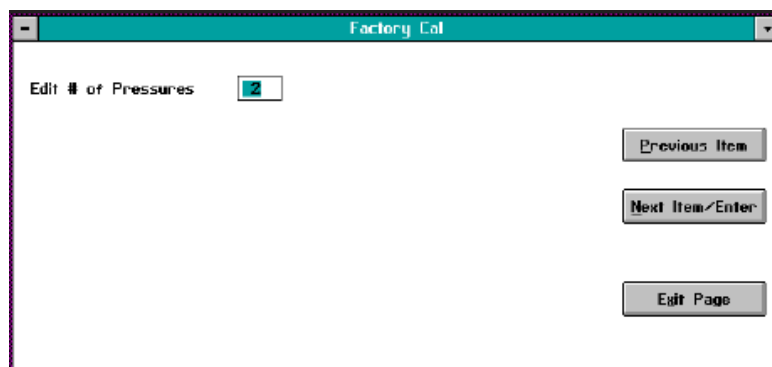 Factory Cal
Edit # of Pressures 2
Previous Item
Next Item/Enter
Exit Page